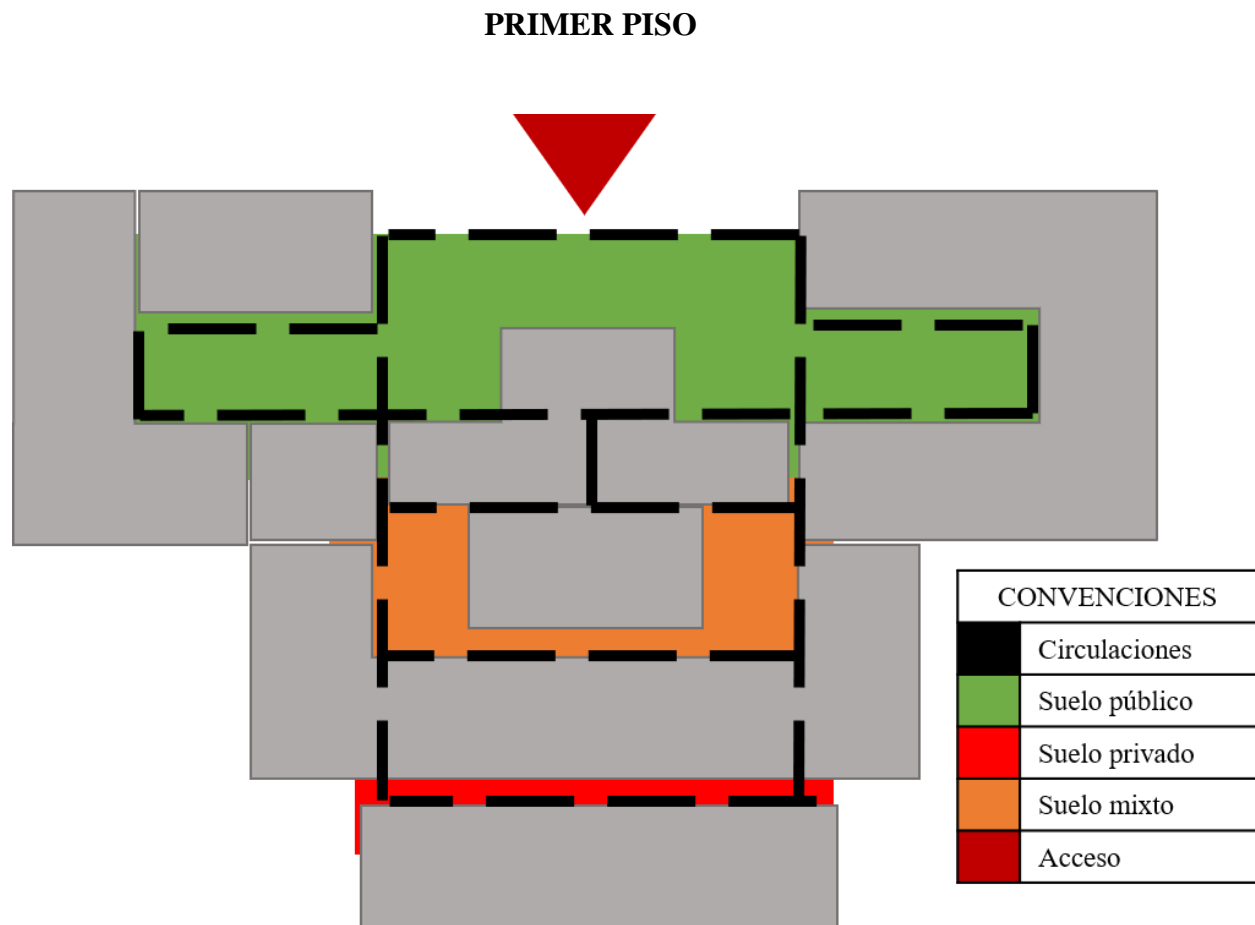 PRIMER PISO
CONVENCIONES
Circulaciones
Suelo público
Suelo privado
Suelo mixto
Acceso